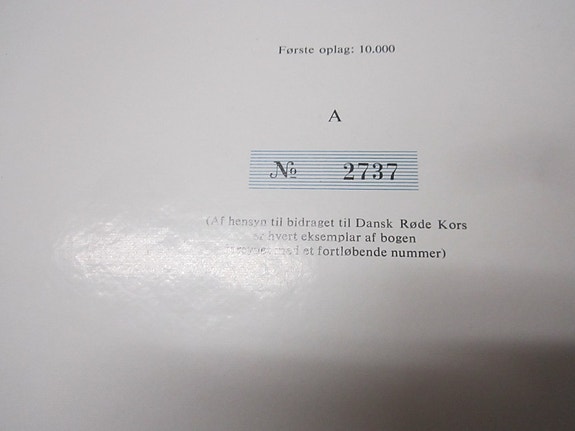 Første oplag: 10.000
A
№ 2737
(Af hensyn til bidraget til Dansk Røde Kors
er hvert eksemplar af bogen
med et fortløbende nummer)